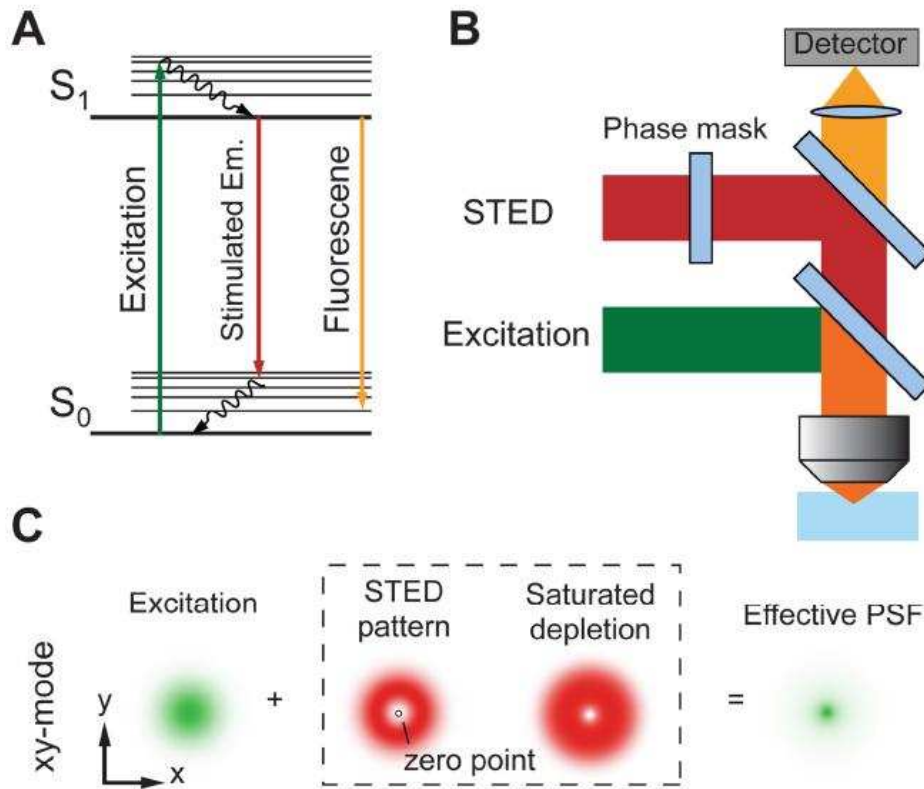 A
S1
Excitation
Stimulated Em.
Fluorescene
S0
B
Detector
Phase mask
STED
Excitation
C
Excitation
STED
pattern
Saturated
depletion
Effective PSF
xy-mode
y
x
+
zero point
=